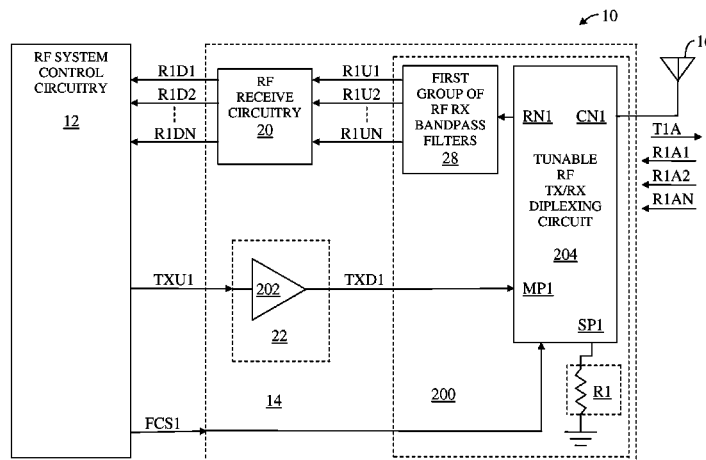 10
RF SYSTEM
CONTROL
CIRCUITRY
12
R1D1
R1D2
R1DN
RF
RECEIVE
CIRCUITRY
20
R1U1
R1U2
R1UN
FIRST
GROUP OF
RF RX
BANDPASS
FILTERS
28
RN1
CN1
TUNABLE
RF
TX/RX
DIPLEXING
CIRCUIT
204
MP1
SP1
T1A
R1A1
R1A2
R1AN
TXU1
202
22
TXD1
R1
FCS1
14
200